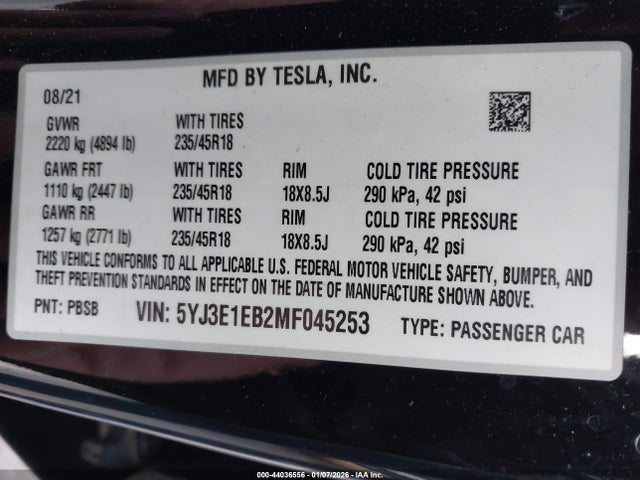 MFD BY TESLA, INC.
08/21
GVWR WITH TIRES
2220 kg (4894 lb) 235/45R18
GAWR FRT WITH TIRES RIM COLD TIRE PRESSURE
1110 kg (2447 lb) 235/45R18 18X8.5J 290 kPa, 42 psi
GAWR RR WITH TIRES RIM COLD TIRE PRESSURE
1257 kg (2771 lb) 235/45R18 18X8.5J 290 kPa, 42 psi
THIS VEHICLE CONFORMS TO ALL APPLICABLE U.S. FEDERAL MOTOR VEHICLE SAFETY, BUMPER, AND
THEFT PREVENTION STANDARDS IN EFFECT ON THE DATE OF MANUFACTURE SHOWN ABOVE.
PNT: PBSB VIN: 5YJ3E1EB2MF045253 TYPE: PASSENGER CAR
000-44036556 - 01/07/2026 - IAA, Inc.